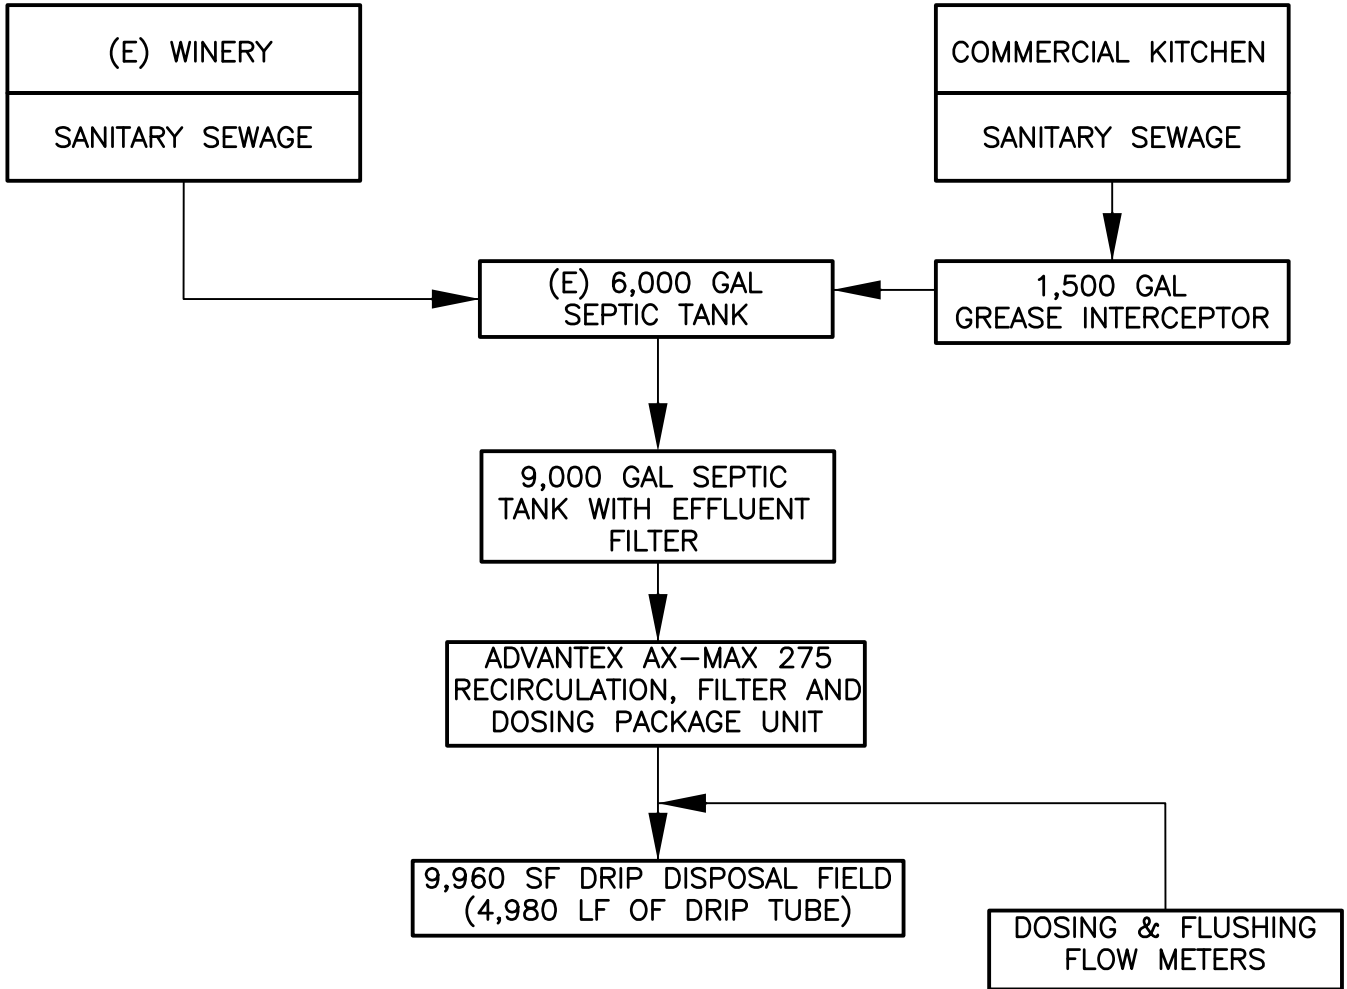 (E) WINERY
SANITARY SEWAGE
COMMERCIAL KITCHEN
SANITARY SEWAGE
(E) 6,000 GAL
SEPTIC TANK
1,500 GAL
GREASE INTERCEPTOR
9,000 GAL SEPTIC
TANK WITH EFFLUENT
FILTER
ADVANTEX AX-MAX 275
RECIRCULATION, FILTER AND
DOSING PACKAGE UNIT
9,960 SF DRIP DISPOSAL FIELD
(4,980 LF OF DRIP TUBE)
DOSING & FLUSHING
FLOW METERS